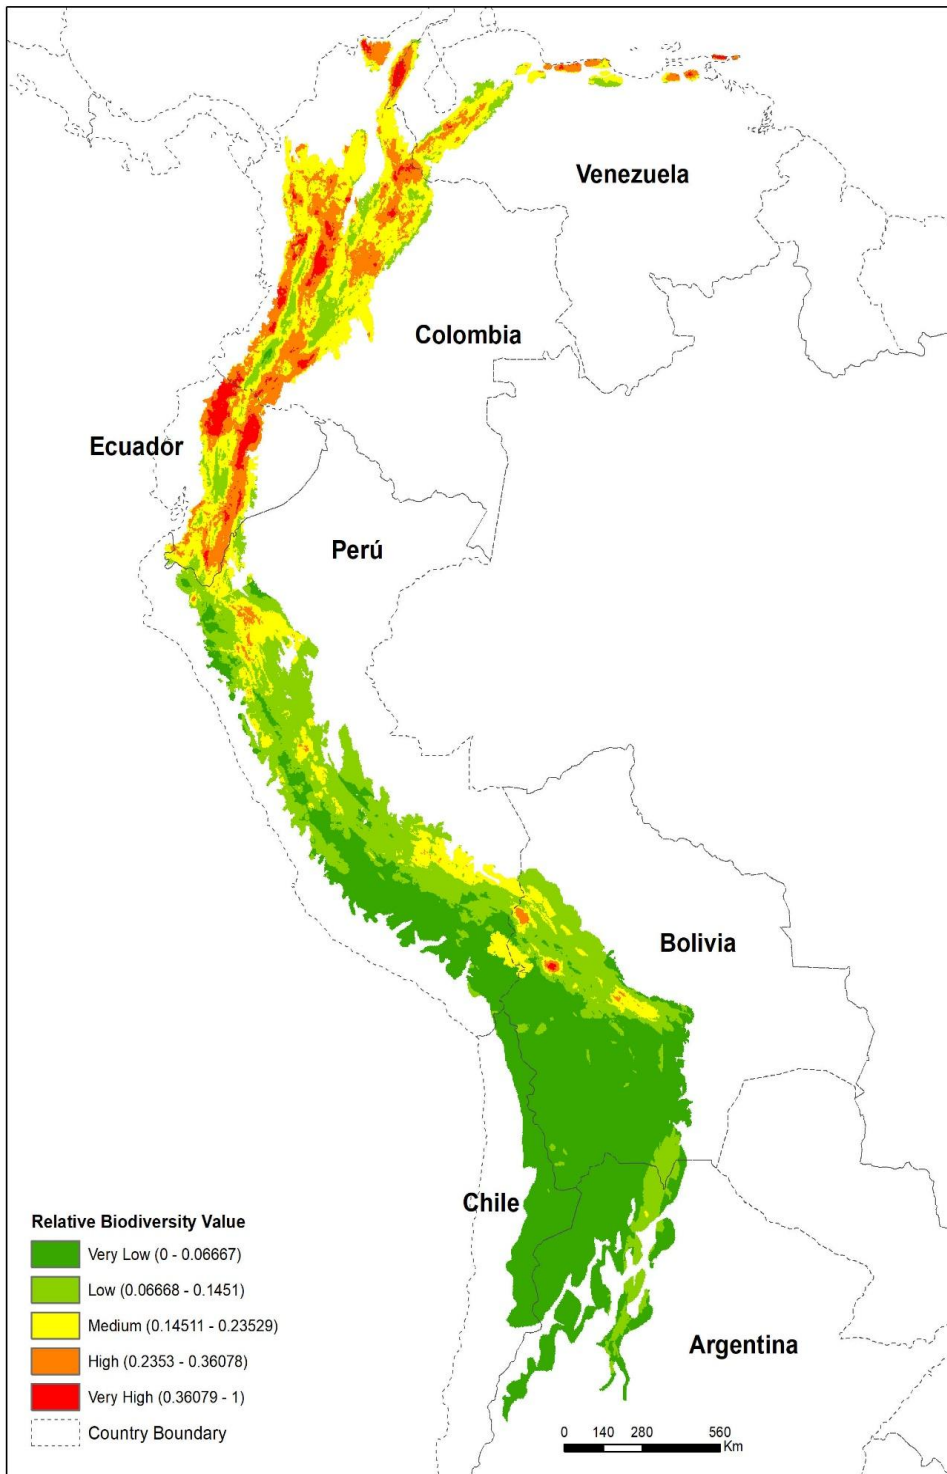 Venezuela
Colombia
Ecuador
Perú
Bolivia
Chile
Argentina
Relative Biodiversity Value
Very Low (0 - 0.06667)
Low (0.06668 - 0.1451)
Medium (0.14511 - 0.23529)
High (0.2353 - 0.36078)
Very High (0.36079 - 1)
Country Boundary
0 140 280 560
Km